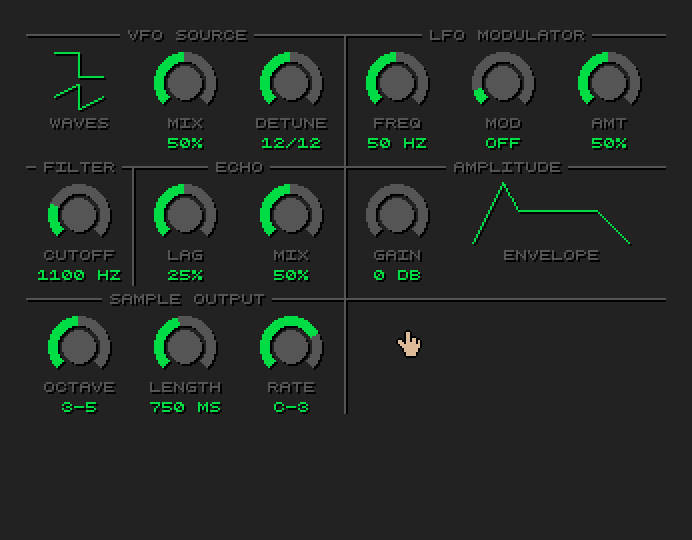 VFO SOURCE
LFO MODULATOR
WAVES
MIX
50%
DETUNE
12/12
FREQ
50 HZ
MOD
OFF
AMT
50%
FILTER
ECHO
AMPLITUDE
CUTOFF
1100 HZ
LAG
25%
MIX
50%
GAIN
0 DB
ENVELOPE
SAMPLE OUTPUT
OCTAVE
3-5
LENGTH
750 MS
RATE
C-3